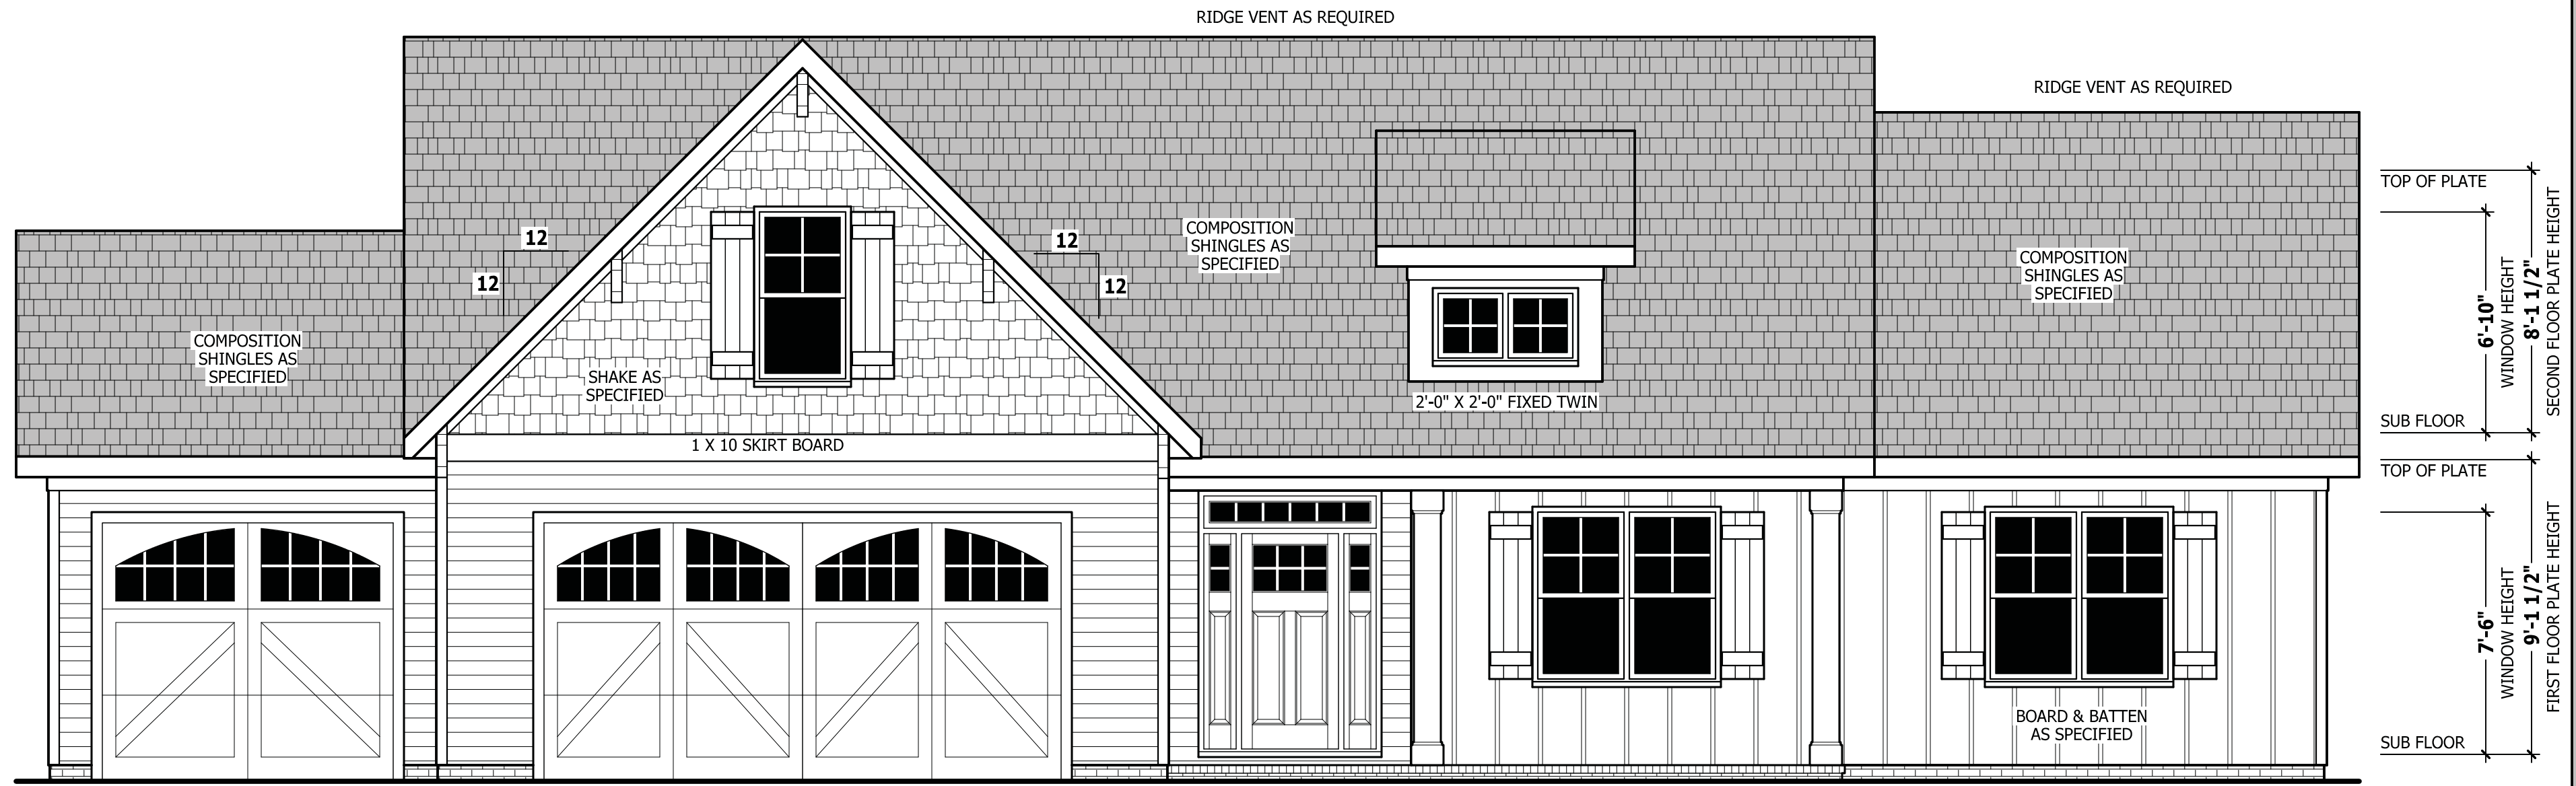 RIDGE VENT AS REQUIRED
RIDGE VENT AS REQUIRED
COMPOSITION
SHINGLES AS
SPECIFIED
12
12
SHAKE AS
SPECIFIED
1 X 10 SKIRT BOARD
12
12
COMPOSITION
SHINGLES AS
SPECIFIED
2'-0" X 2'-0" FIXED TWIN
COMPOSITION
SHINGLES AS
SPECIFIED
BOARD & BATTEN
AS SPECIFIED
TOP OF PLATE
6'-10"
WINDOW HEIGHT
8'-1 1/2"
SECOND FLOOR PLATE HEIGHT
SUB FLOOR
TOP OF PLATE
7'-6"
WINDOW HEIGHT
9'-1 1/2"
FIRST FLOOR PLATE HEIGHT
SUB FLOOR